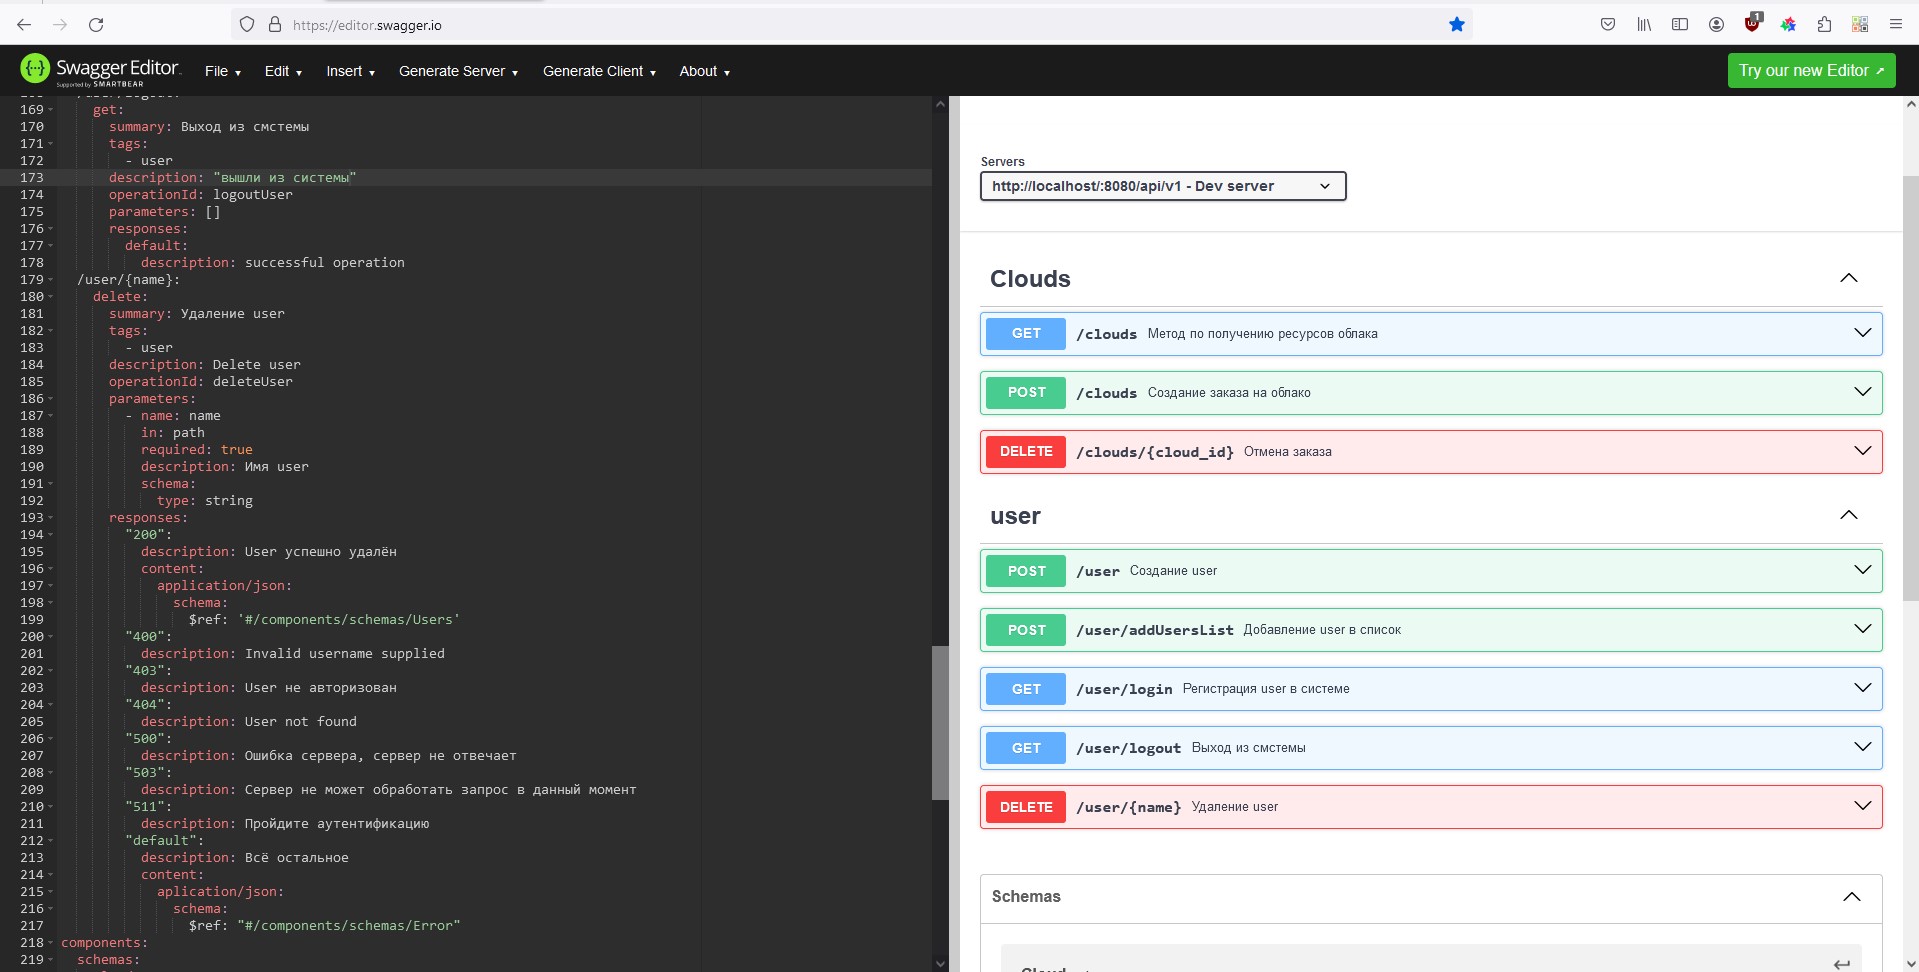 https://editor.swagger.io
1
Swagger Editor
Supported by SMARTBEAR
File
Edit
Insert
Generate Server
Generate Client
About
Try our new Editor
169 get:
170 summary: Выход из смстемы
171 tags:
172 - user
173 description: "вышли из системы"
174 operationId: logoutUser
175 parameters: []
176 responses:
177 default:
178 description: successful operation
179 /user/{name}:
180 delete:
181 summary: Удаление user
182 tags:
183 - user
184 description: Delete user
185 operationId: deleteUser
186 parameters:
187 - name: name
188 in: path
189 required: true
190 description: Имя user
191 schema:
192 type: string
193 responses:
194 "200":
195 description: User успешно удалён
196 content:
197 application/json:
198 schema:
199 $ref: '#/components/schemas/Users'
200 "400":
201 description: Invalid username supplied
202 "403":
203 description: User не авторизован
204 "404":
205 description: User not found
206 "500":
207 description: Ошибка сервера, сервер не отвечает
208 "503":
209 description: Сервер не может обработать запрос в данный момент
210 "511":
211 description: Пройдите аутентификацию
212 "default":
213 description: Всё остальное
214 content:
215 aplication/json:
216 schema:
217 $ref: "#/components/schemas/Error"
218 components:
219 schemas:
Servers
http://localhost/:8080/api/v1 - Dev server
Clouds
GET /clouds Метод по получению ресурсов облака
POST /clouds Создание заказа на облако
DELETE /clouds/{cloud_id} Отмена заказа
user
POST /user Создание user
POST /user/addUsersList Добавление user в список
GET /user/login Регистрация user в системе
GET /user/logout Выход из смстемы
DELETE /user/{name} Удаление user
Schemas